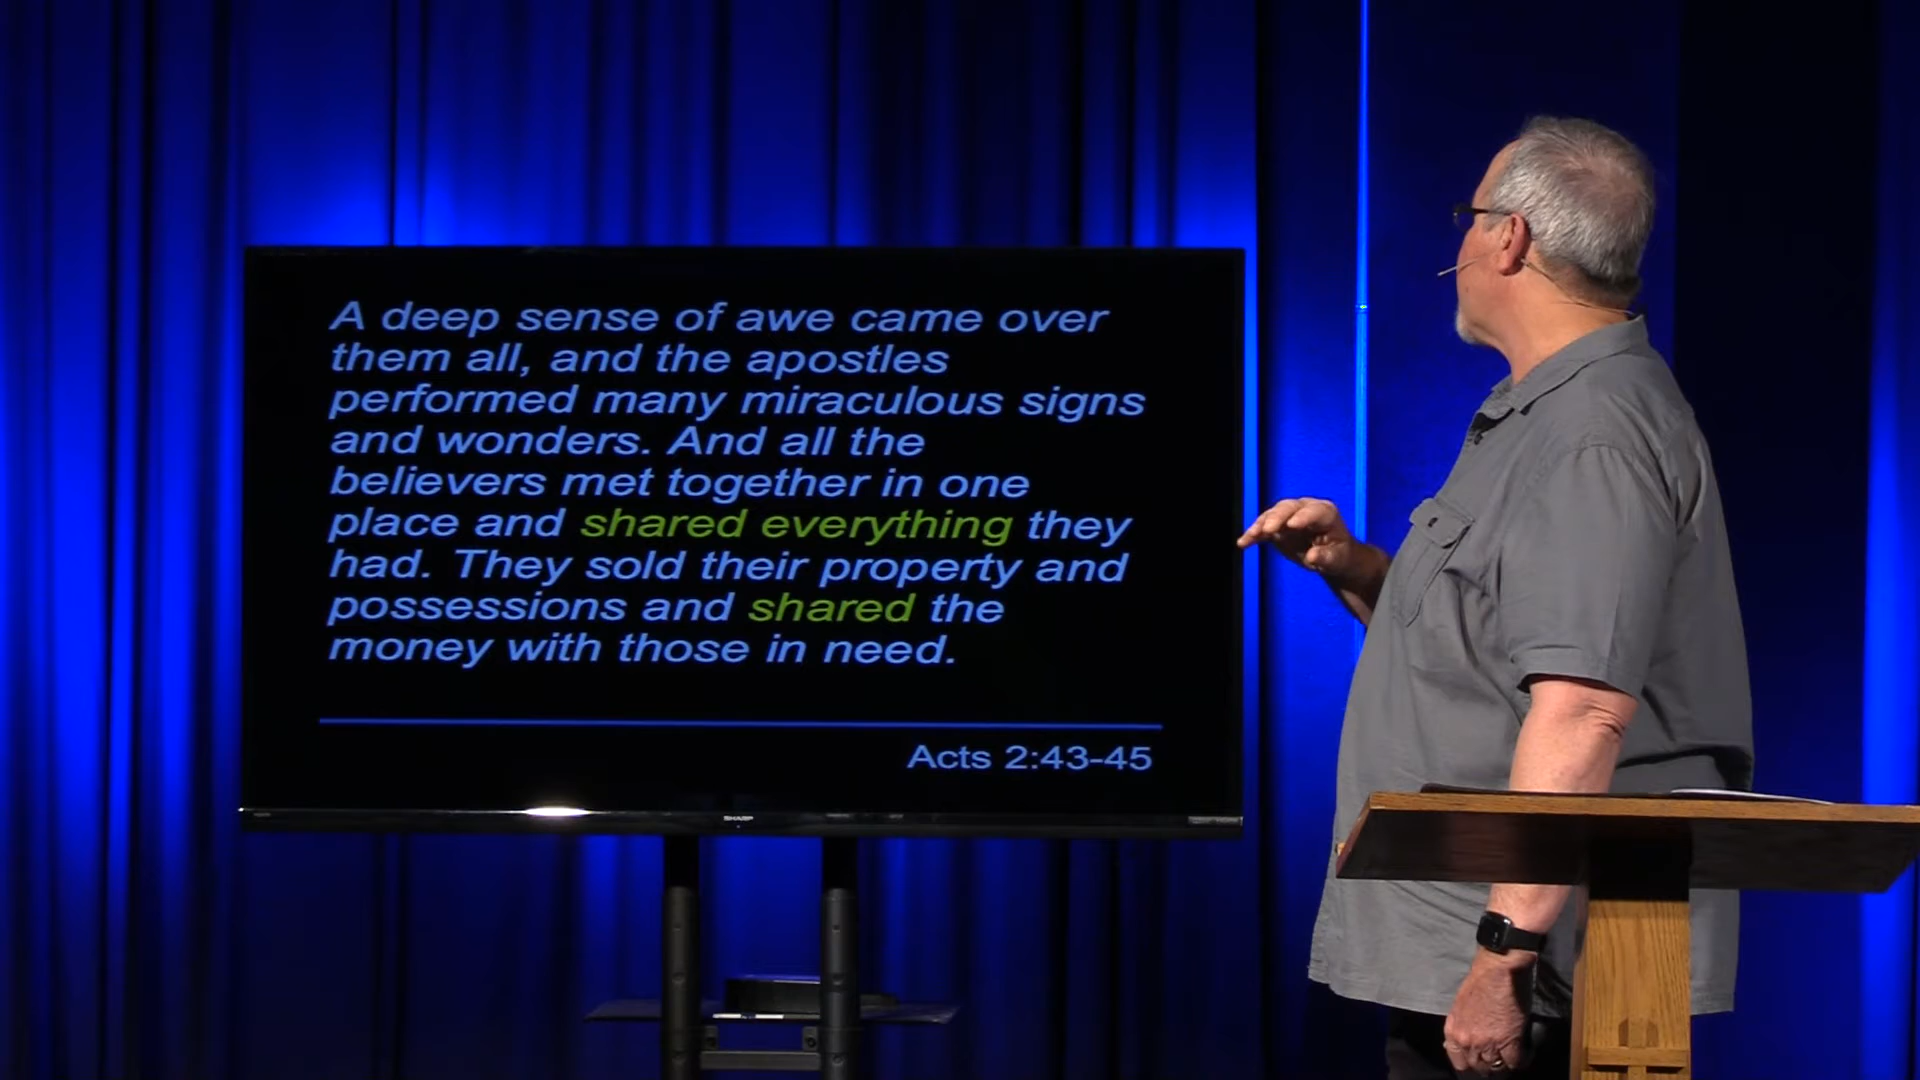 A deep sense of awe came over
them all, and the apostles
performed many miraculous signs
and wonders. And all the
believers met together in one
place and shared everything they
had. They sold their property and
possessions and shared the
money with those in need.
Acts 2:43-45
SHARP